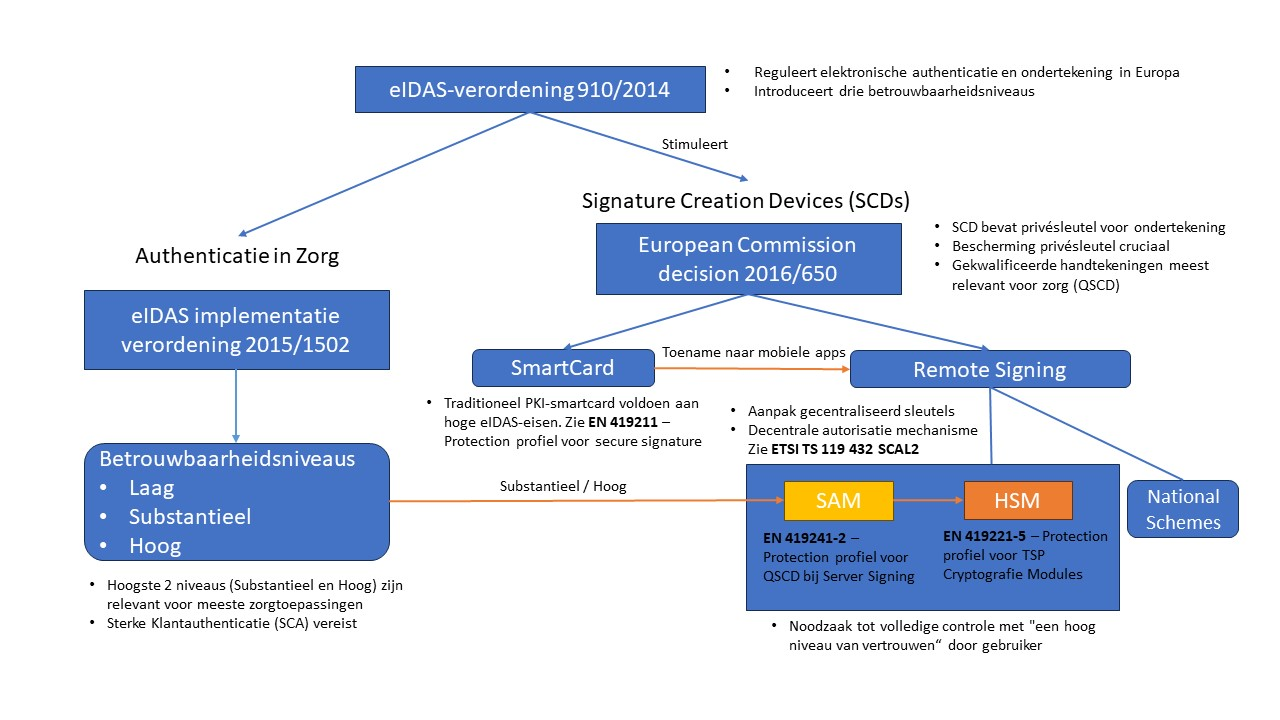 eIDAS-verordening 910/2014
• Reguleert elektronische authenticatie en ondertekening in Europa
• Introduceert drie betrouwbaarheidsniveaus
Stimuleert
Authenticatie in Zorg
eIDAS implementatie
verordening 2015/1502
Betrouwbaarheidsniveaus
• Laag
• Substantieel
• Hoog
• Hoogste 2 niveaus (Substantieel en Hoog) zijn
relevant voor meeste zorgtoepassingen
• Sterke Klantauthenticatie (SCA) vereist
Signature Creation Devices (SCDs)
European Commission
decision 2016/650
• SCD bevat privésleutel voor ondertekening
• Bescherming privésleutel cruciaal
• Gekwalificeerde handtekeningen meest
relevant voor zorg (QSCD)
SmartCard
Toename naar mobiele apps
Remote Signing
• Traditioneel PKI-smartcard voldoen aan
hoge eIDAS-eisen. Zie EN 419211 –
Protection profiel voor secure signature
• Aanpak gecentraliseerd sleutels
• Decentrale autorisatie mechanisme
Zie ETSI TS 119 432 SCAL2
Substantieel / Hoog
SAM
HSM
EN 419241-2 –
Protection profiel voor
QSCD bij Server Signing
EN 419221-5 – Protection
profiel voor TSP
Cryptografie Modules
National
Schemes
• Noodzaak tot volledige controle met "een hoog
niveau van vertrouwen“ door gebruiker